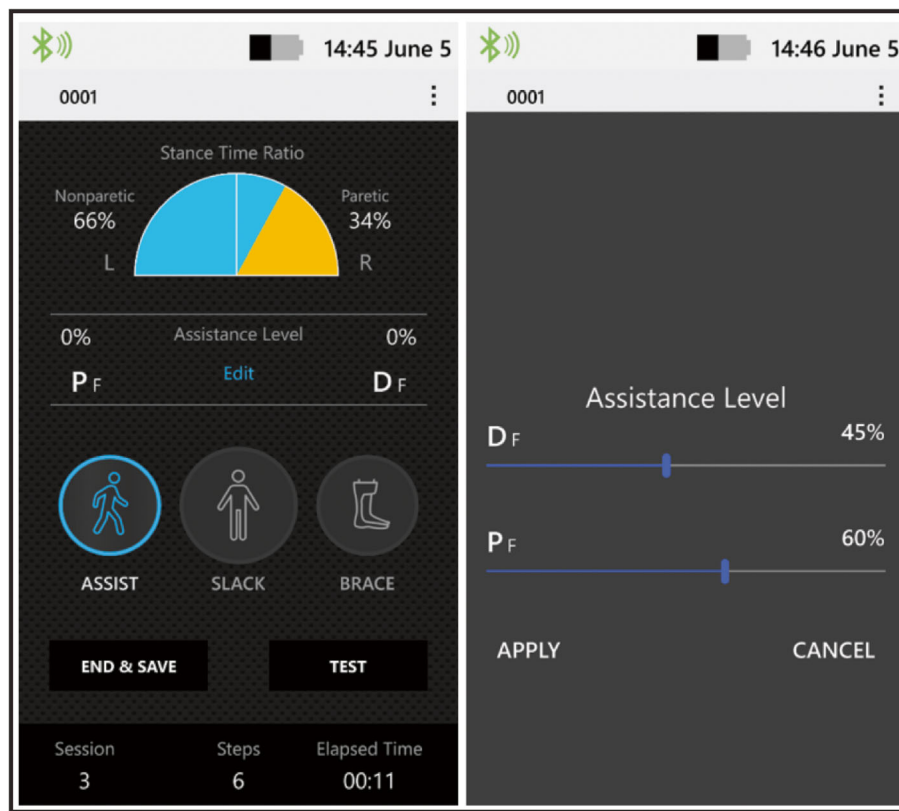 14:45 June 5
0001
Stance Time Ratio
Nonparetic
66%
Paretic
34%
L
R
0%
Assistance Level
0%
PF
Edit
DF
ASSIST
SLACK
BRACE
END & SAVE
TEST
Session
Steps
Elapsed Time
3
6
00:11
14:46 June 5
0001
Assistance Level
DF
45%
PF
60%
APPLY
CANCEL